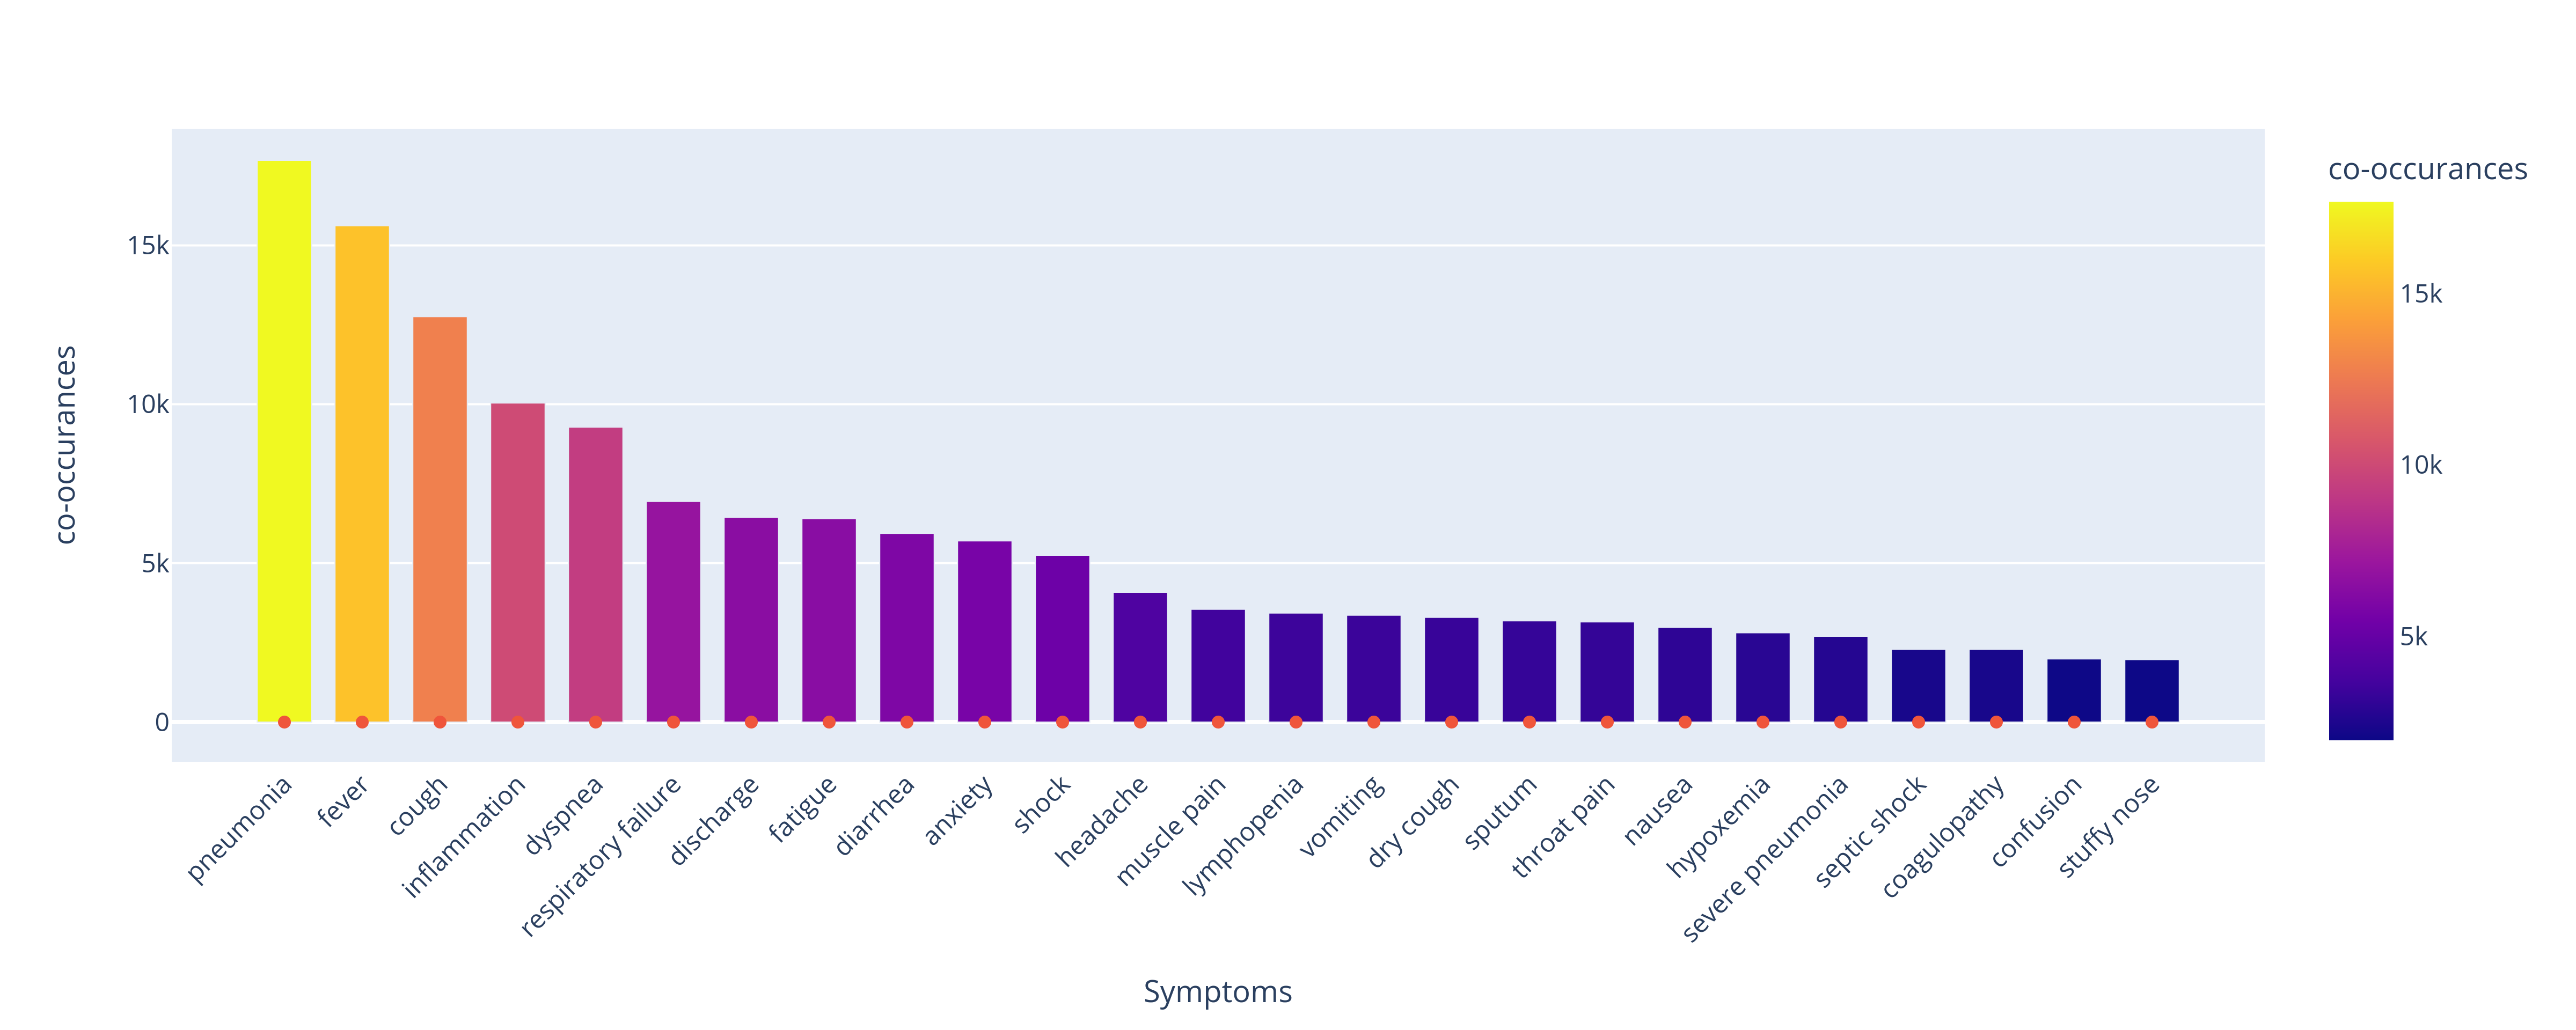 co-occurances
15k
10k
5k
0
pneumonia
fever
cough
inflammation
dyspnea
respiratory failure
discharge
fatigue
diarrhea
anxiety
shock
headache
muscle pain
lymphopenia
vomiting
dry cough
sputum
throat pain
nausea
hypoxemia
severe pneumonia
septic shock
coagulopathy
confusion
stuffy nose
Symptoms
co-occurances
15k
10k
5k